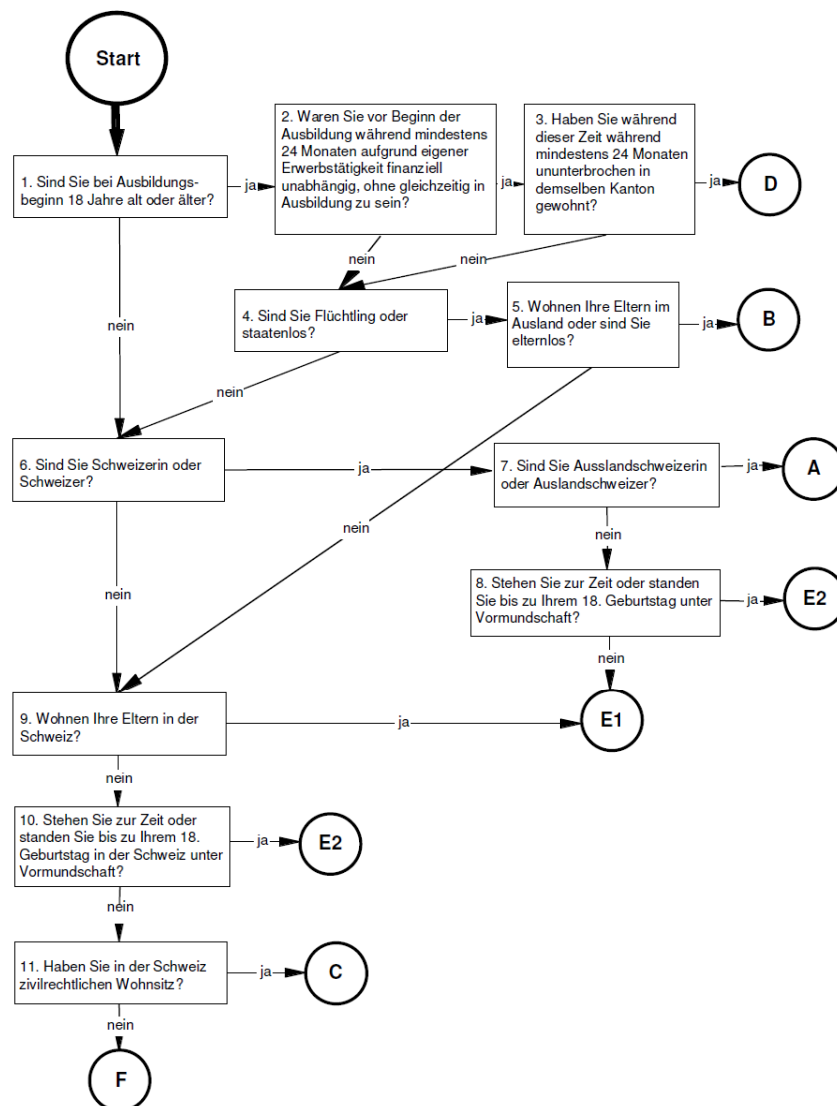 Start
1. Sind Sie bei Ausbildungs-
beginn 18 Jahre alt oder älter?
ja
2. Waren Sie vor Beginn der
Ausbildung während mindestens
24 Monaten aufgrund eigener
Erwerbstätigkeit finanziell
unabhängig, ohne gleichzeitig in
Ausbildung zu sein?
ja
3. Haben Sie während
dieser Zeit während
mindestens 24 Monaten
ununterbrochen in
demselben Kanton
gewohnt?
ja
D
nein
nein
nein
4. Sind Sie Flüchtling oder
staatenlos?
ja
5. Wohnen Ihre Eltern im
Ausland oder sind Sie
elternlos?
ja
B
nein
6. Sind Sie Schweizerin oder
Schweizer?
ja
7. Sind Sie Ausslandschweizerin
oder Auslandschweizer?
ja
A
nein
nein
nein
8. Stehen Sie zur Zeit oder standen
Sie bis zu Ihrem 18. Geburtstag unter
Vormundschaft?
ja
E2
nein
9. Wohnen Ihre Eltern in der
Schweiz?
ja
E1
nein
10. Stehen Sie zur Zeit oder
standen Sie bis zu Ihrem 18.
Geburtstag in der Schweiz unter
Vormundschaft?
ja
E2
nein
11. Haben Sie in der Schweiz
zivilrechtlichen Wohnsitz?
ja
C
nein
F